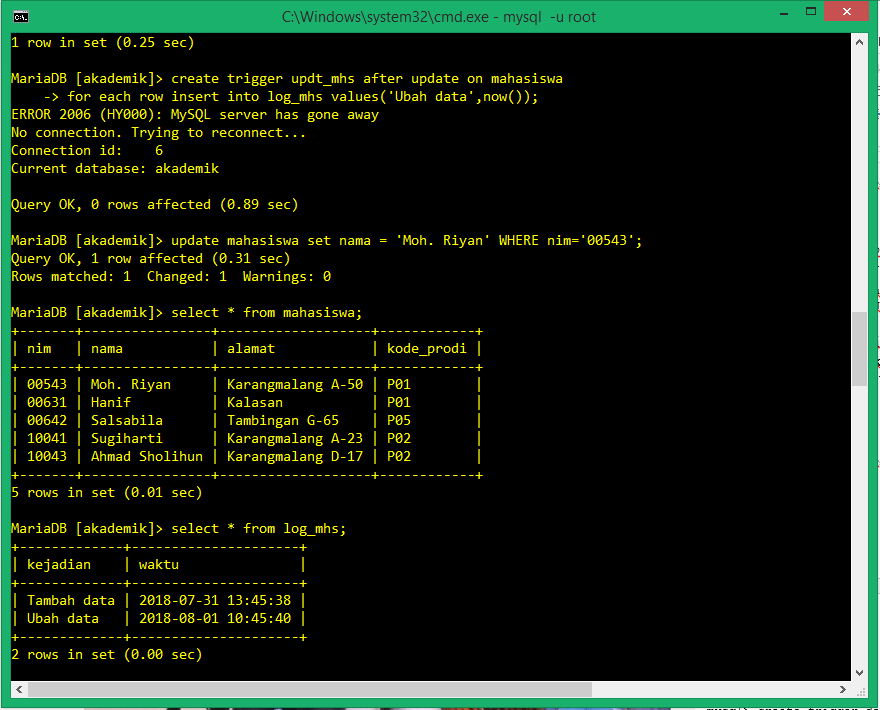 C:\Windows\system32\cmd.exe - mysql  -u root
1 row in set (0.25 sec)
MariaDB [akademik]> create trigger updt_mhs after update on mahasiswa
    -> for each row insert into log_mhs values('Ubah data',now());
ERROR 2006 (HY000): MySQL server has gone away
No connection. Trying to reconnect...
Connection id:    6
Current database: akademik
Query OK, 0 rows affected (0.89 sec)
MariaDB [akademik]> update mahasiswa set nama = 'Moh. Riyan' WHERE nim='00543';
Query OK, 1 row affected (0.31 sec)
Rows matched: 1  Changed: 1  Warnings: 0
MariaDB [akademik]> select * from mahasiswa;
+-------+----------------+-------------------+------------+
| nim   | nama           | alamat            | kode_prodi |
+-------+----------------+-------------------+------------+
| 00543 | Moh. Riyan     | Karangmalang A-50 | P01        |
| 00631 | Hanif          | Kalasan           | P01        |
| 00642 | Salsabila      | Tambingan G-65    | P05        |
| 10041 | Sugiharti      | Karangmalang A-23 | P02        |
| 10043 | Ahmad Sholihun | Karangmalang D-17 | P02        |
+-------+----------------+-------------------+------------+
5 rows in set (0.01 sec)
MariaDB [akademik]> select * from log_mhs;
+-------------+---------------------+
| kejadian    | waktu               |
+-------------+---------------------+
| Tambah data | 2018-07-31 13:45:38 |
| Ubah data   | 2018-08-01 10:45:40 |
+-------------+---------------------+
2 rows in set (0.00 sec)